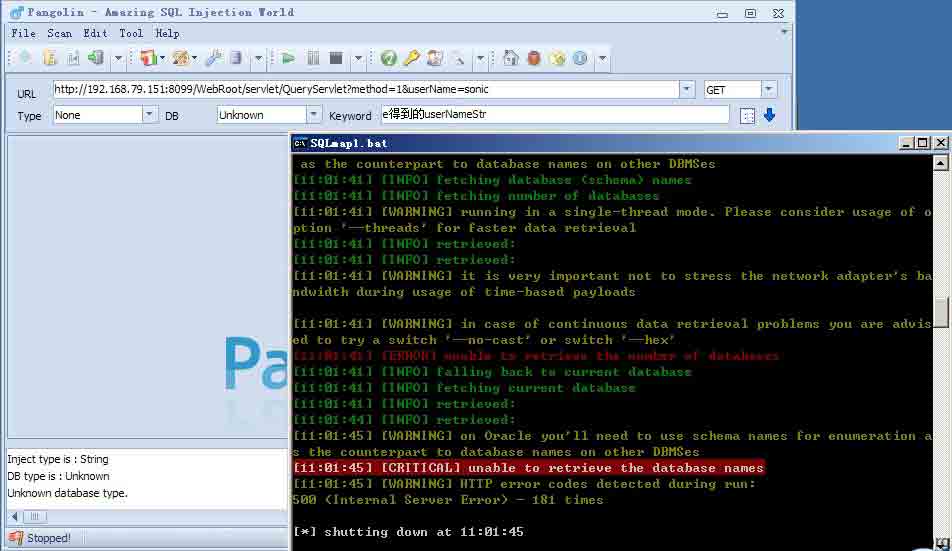 Pangolin - Amazing SQL Injection World
File Scan Edit Tool Help
URL http://192.168.79.151:8099/WebRoot/servlet/QueryServlet?method=1&userName=sonic GET
Type None DB Unknown Keyword e得到的userNameStr
SQLmap1.bat
as the counterpart to database names on other DBMSes
[11:01:41] [INFO] fetching database (schema) names
[11:01:41] [INFO] fetching number of databases
[11:01:41] [WARNING] running in a single-thread mode. Please consider usage of o
ption '--threads' for faster data retrieval
[11:01:41] [INFO] retrieved:
[11:01:41] [INFO] retrieved:
[11:01:41] [WARNING] it is very important not to stress the network adapter's ba
ndwidth during usage of time-based payloads
[11:01:41] [WARNING] in case of continuous data retrieval problems you are advis
ed to try a switch '--no-cast' or switch '--hex'
[11:01:41] [ERROR] unable to retrieve the number of databases
[11:01:41] [INFO] falling back to current database
[11:01:41] [INFO] fetching current database
[11:01:41] [INFO] retrieved:
[11:01:44] [INFO] retrieved:
[11:01:45] [WARNING] on Oracle you'll need to use schema names for enumeration a
s the counterpart to database names on other DBMSes
[11:01:45] [CRITICAL] unable to retrieve the database names
[11:01:45] [WARNING] HTTP error codes detected during run:
500 (Internal Server Error) - 181 times
[*] shutting down at 11:01:45
Pa
Inject type is : String
DB type is : Unknown
Unknown database type.
Stopped!